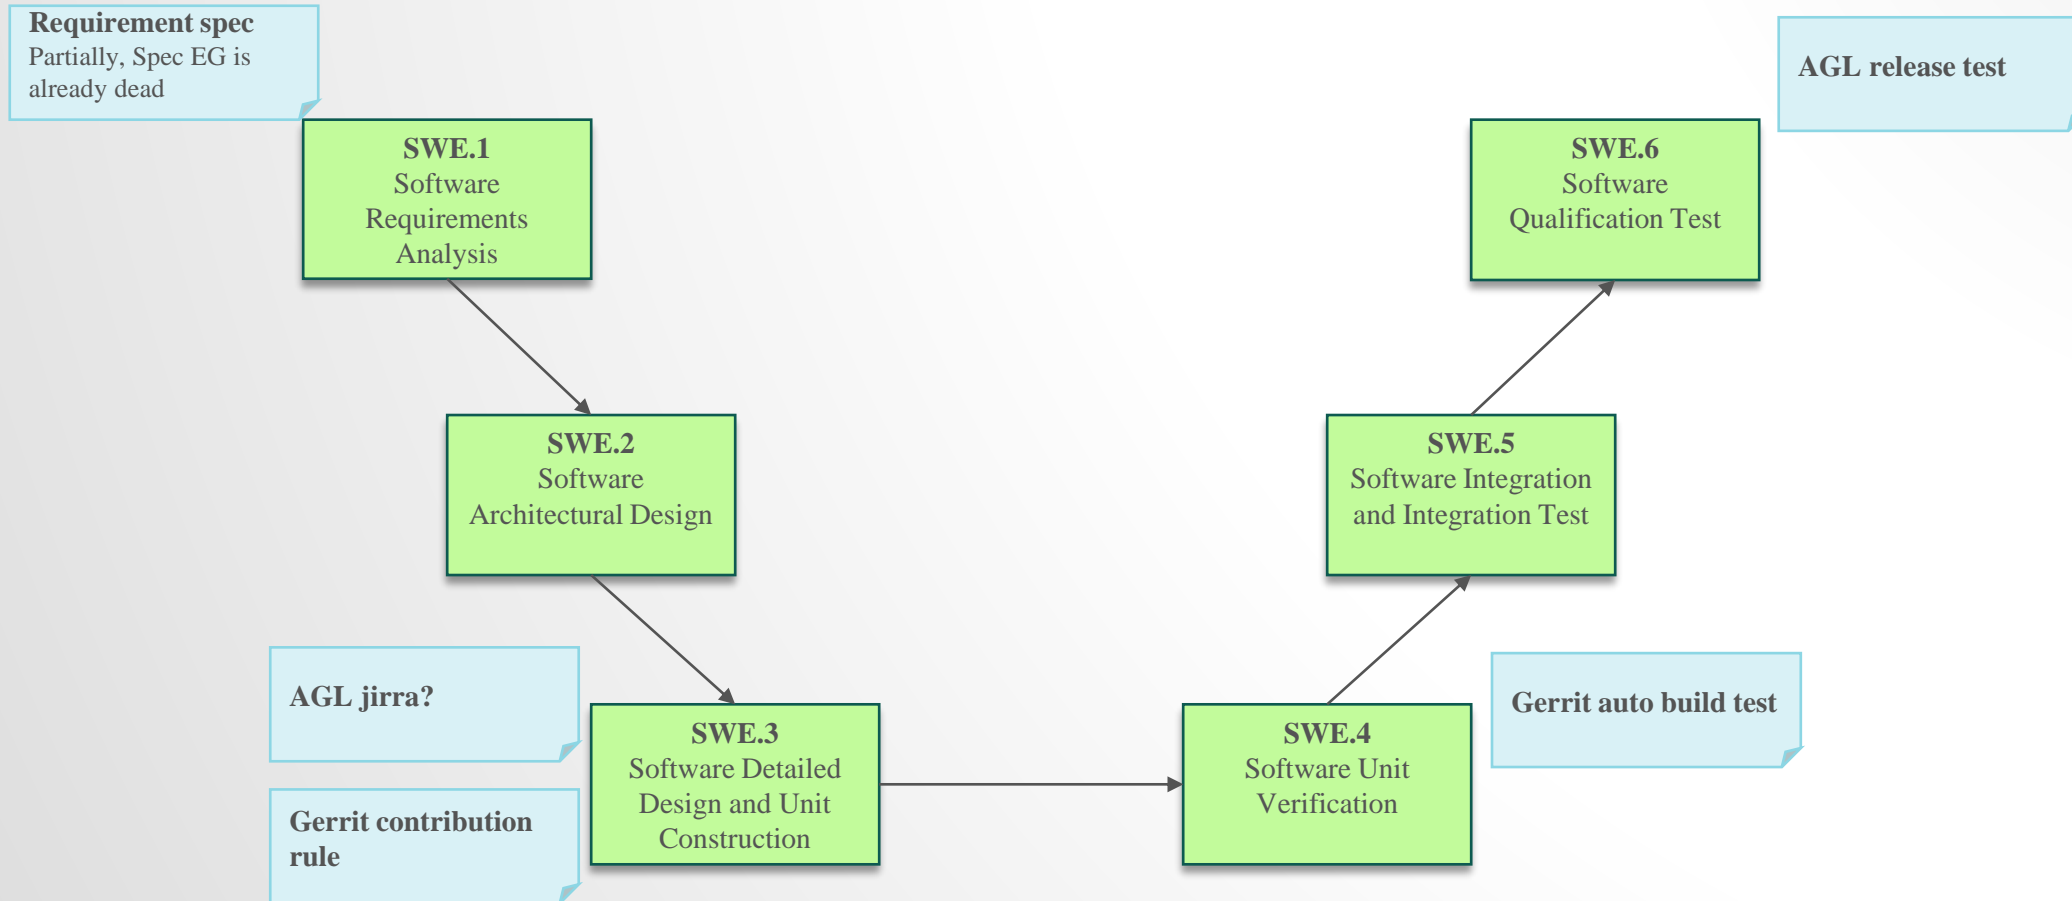 Requirement spec
Partially, Spec EG is
already dead
AGL release test
SWE.1
Software
Requirements
Analysis
SWE.6
Software
Qualification Test
SWE.2
Software
Architectural Design
SWE.5
Software Integration
and Integration Test
AGL jirra?
Gerrit auto build test
SWE.3
Software Detailed
Design and Unit
Construction
SWE.4
Software Unit
Verification
Gerrit contribution
rule